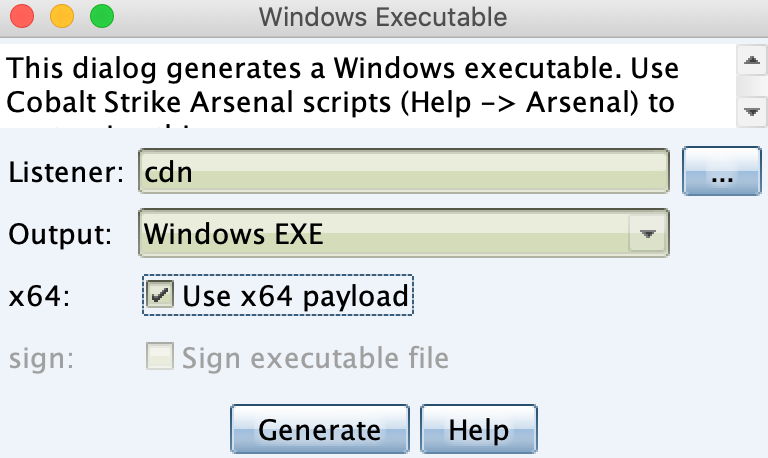 Windows Executable
This dialog generates a Windows executable. Use
Cobalt Strike Arsenal scripts (Help -> Arsenal) to
Listener: cdn ...
Output: Windows EXE
x64: Use x64 payload
sign: Sign executable file
Generate Help